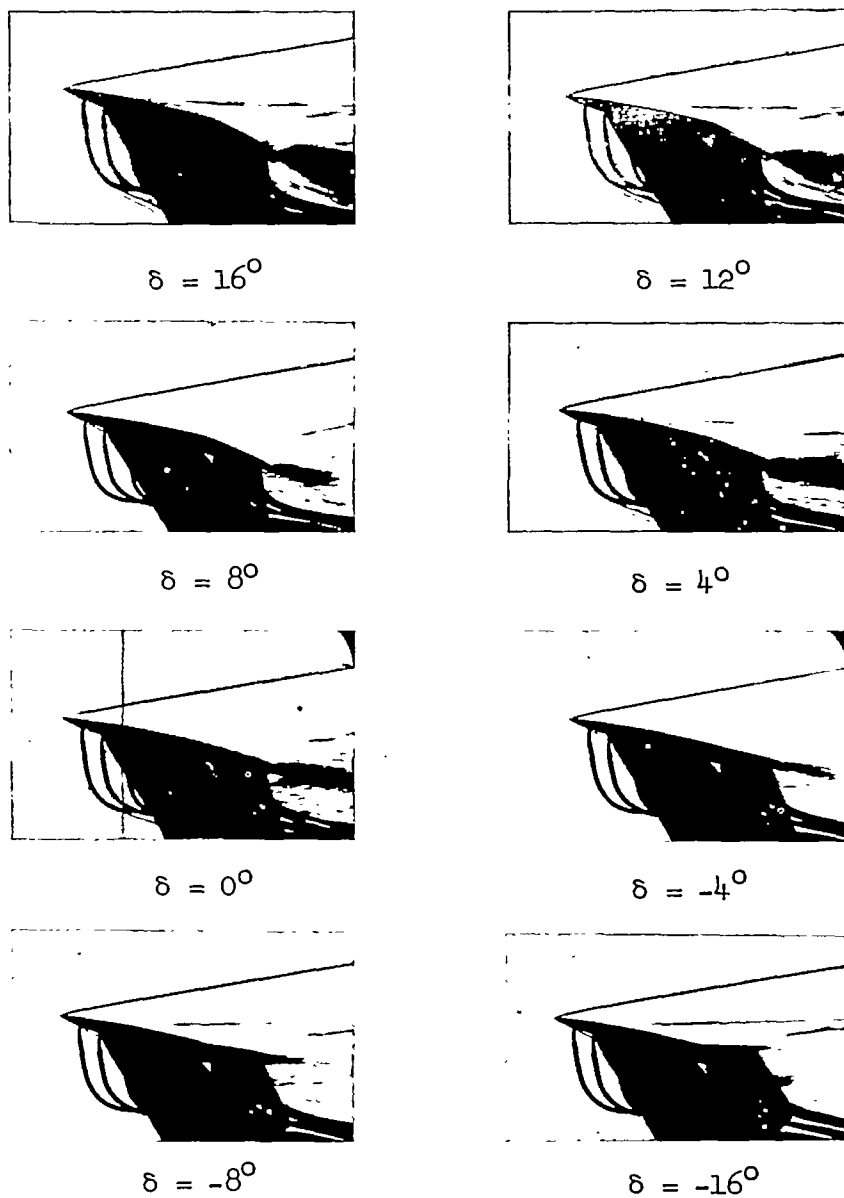 δ = 16°
δ = 12°
δ = 8°
δ = 4°
δ = 0°
δ = -4°
δ = -8°
δ = -16°